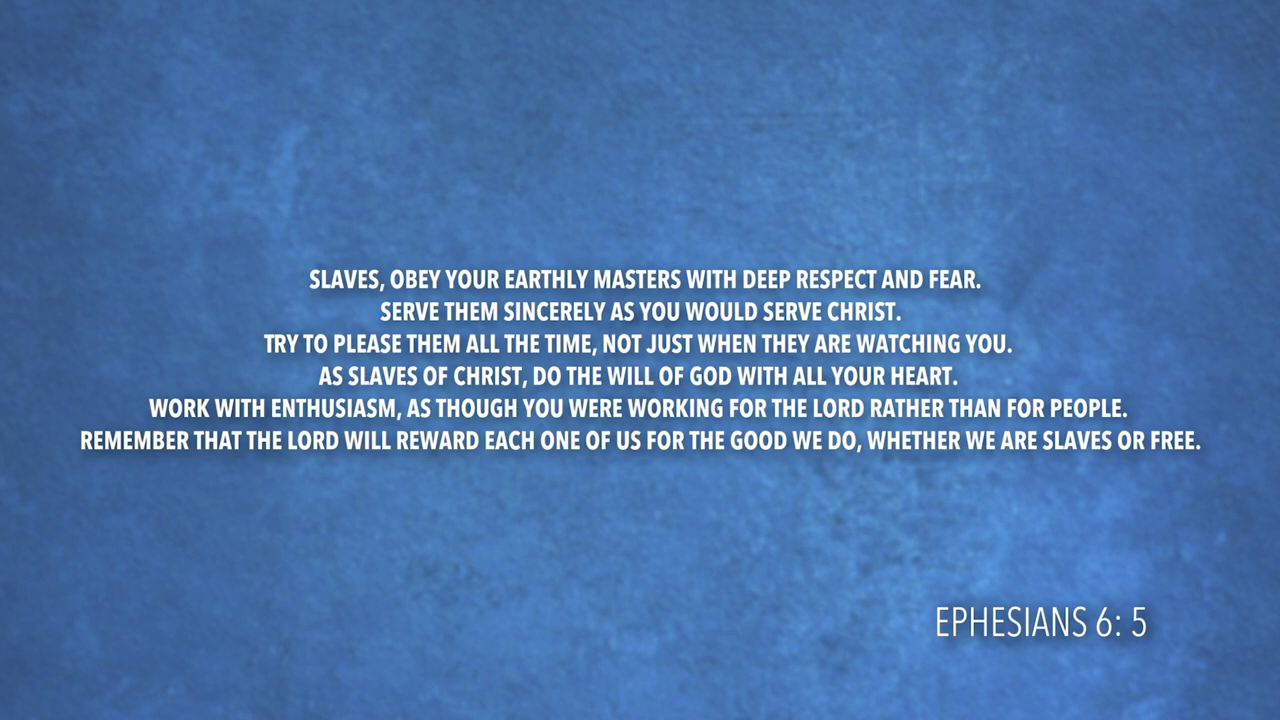 SLAVES, OBEY YOUR EARTHLY MASTERS WITH DEEP RESPECT AND FEAR.
SERVE THEM SINCERELY AS YOU WOULD SERVE CHRIST.
TRY TO PLEASE THEM ALL THE TIME, NOT JUST WHEN THEY ARE WATCHING YOU.
AS SLAVES OF CHRIST, DO THE WILL OF GOD WITH ALL YOUR HEART.
WORK WITH ENTHUSIASM, AS THOUGH YOU WERE WORKING FOR THE LORD RATHER THAN FOR PEOPLE.
REMEMBER THAT THE LORD WILL REWARD EACH ONE OF US FOR THE GOOD WE DO, WHETHER WE ARE SLAVES OR FREE.
EPHESIANS 6: 5